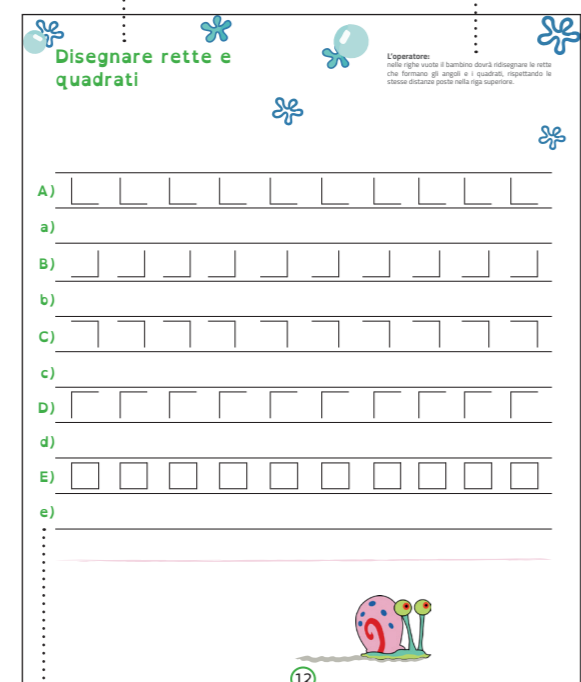 Disegnare rette e
quadrati
L'operatore:
nelle righe vuote il bambino dovrà ridisegnare le rette
che formano gli angoli e i quadrati, rispettando le
stesse distanze poste nella riga superiore.
A)
a)
B)
b)
C)
c)
D)
d)
E)
e)
12